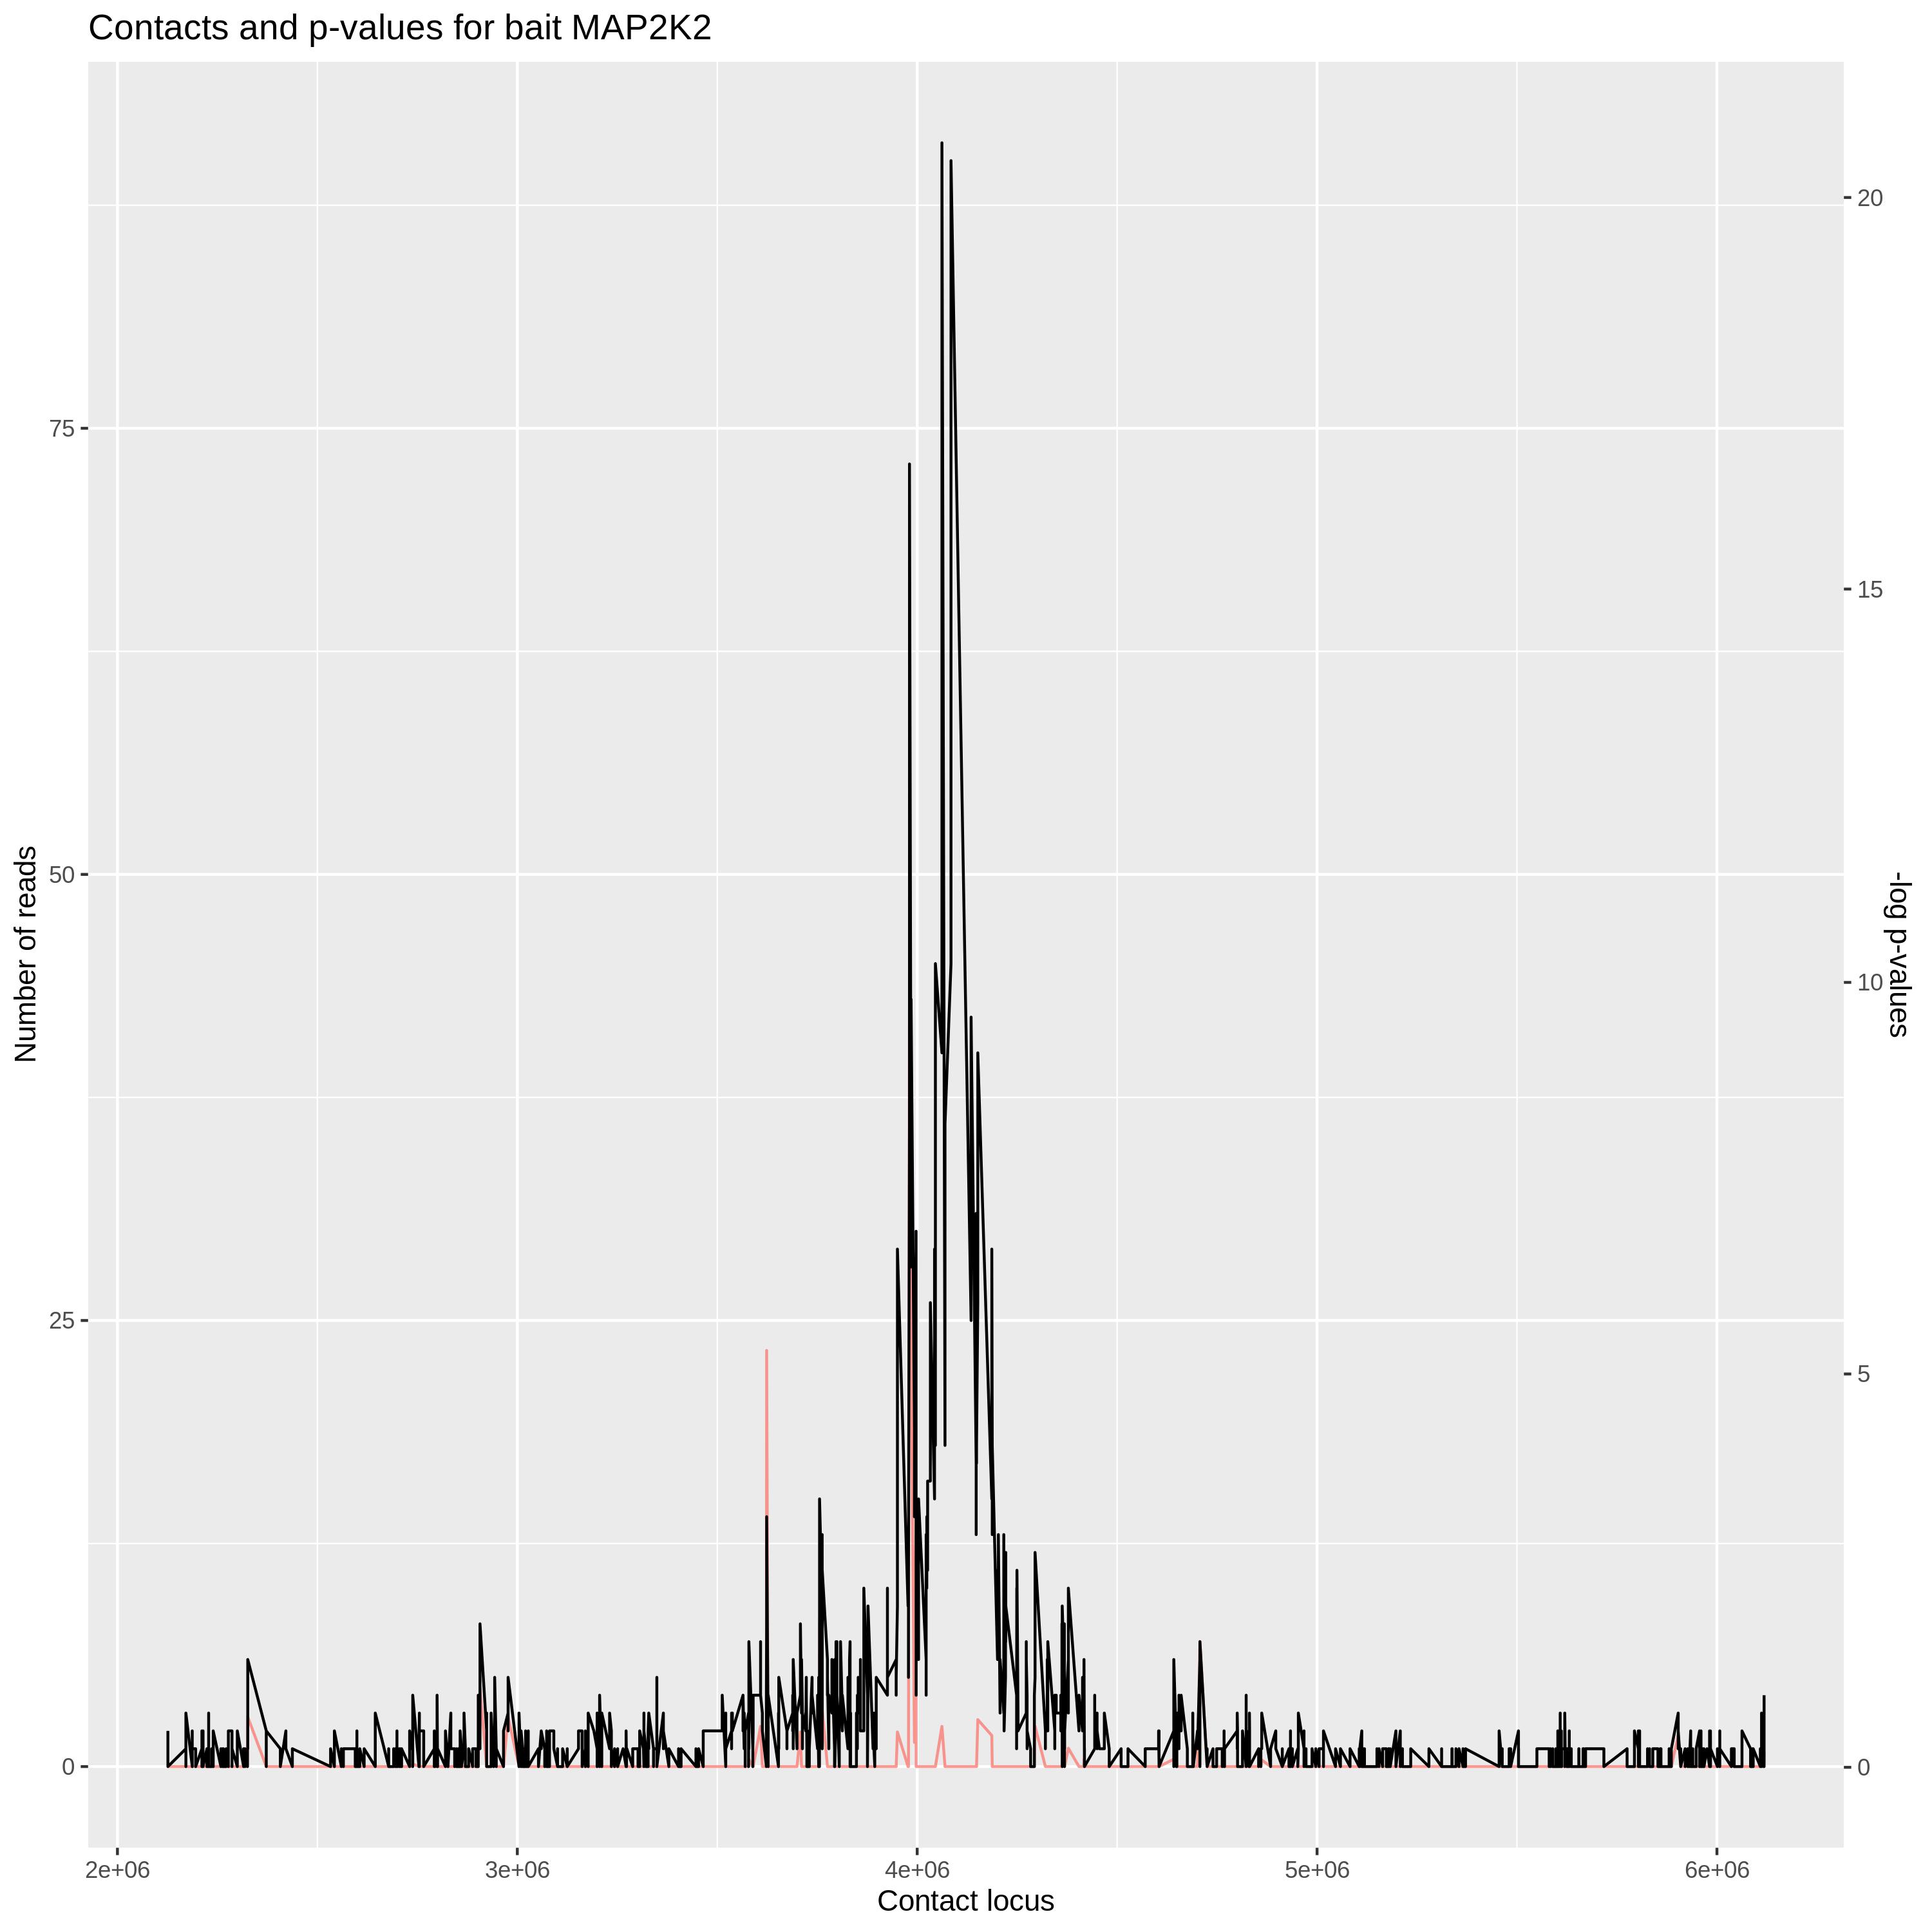 Contacts and p-values for bait MAP2K2
Number of reads
75
50
25
0
20
15
10
5
0
-log p-values
2e+06 3e+06 4e+06 5e+06 6e+06
Contact locus